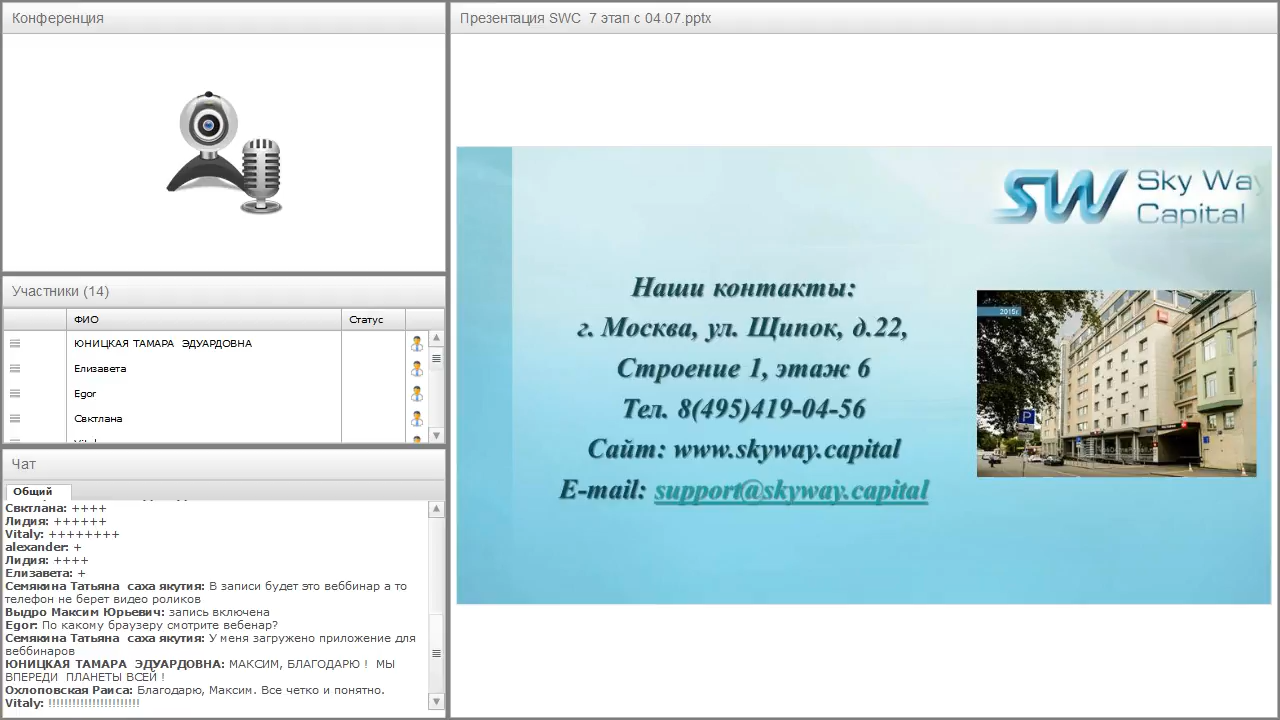 Конференция
Презентация SWC 7 этап с 04.07.pptx
Участники (14)
ФИО Статус
ЮНИЦКАЯ ТАМАРА ЭДУАРДОВНА
Елизавета
Egor
Свктлана
Чат
Общий
Свктлана: ++++
Лидия: ++++++
Vitaly: ++++++++
alexander: +
Лидия: ++++
Елизавета: +
Семякина Татьяна саха якутия: В записи будет это веббинар а то
телефон не берет видео роликов
Выдро Максим Юрьевич: запись включена
Egor: По какому браузеру смотрите вебенар?
Семякина Татьяна саха якутия: У меня загружено приложение для
веббинаров
ЮНИЦКАЯ ТАМАРА ЭДУАРДОВНА: МАКСИМ, БЛАГОДАРЮ ! МЫ
ВПЕРЕДИ ПЛАНЕТЫ ВСЕЙ !
Охлоповская Раиса: Благодарю, Максим. Все четко и понятно.
Vitaly: !!!!!!!!!!!!!!!!!!!!!!!
SW Sky Way
Capital
Наши контакты:
г. Москва, ул. Щипок, д.22,
Строение 1, этаж 6
Тел. 8(495)419-04-56
Сайт: www.skyway.capital
E-mail: support@skyway.capital
2015г
P